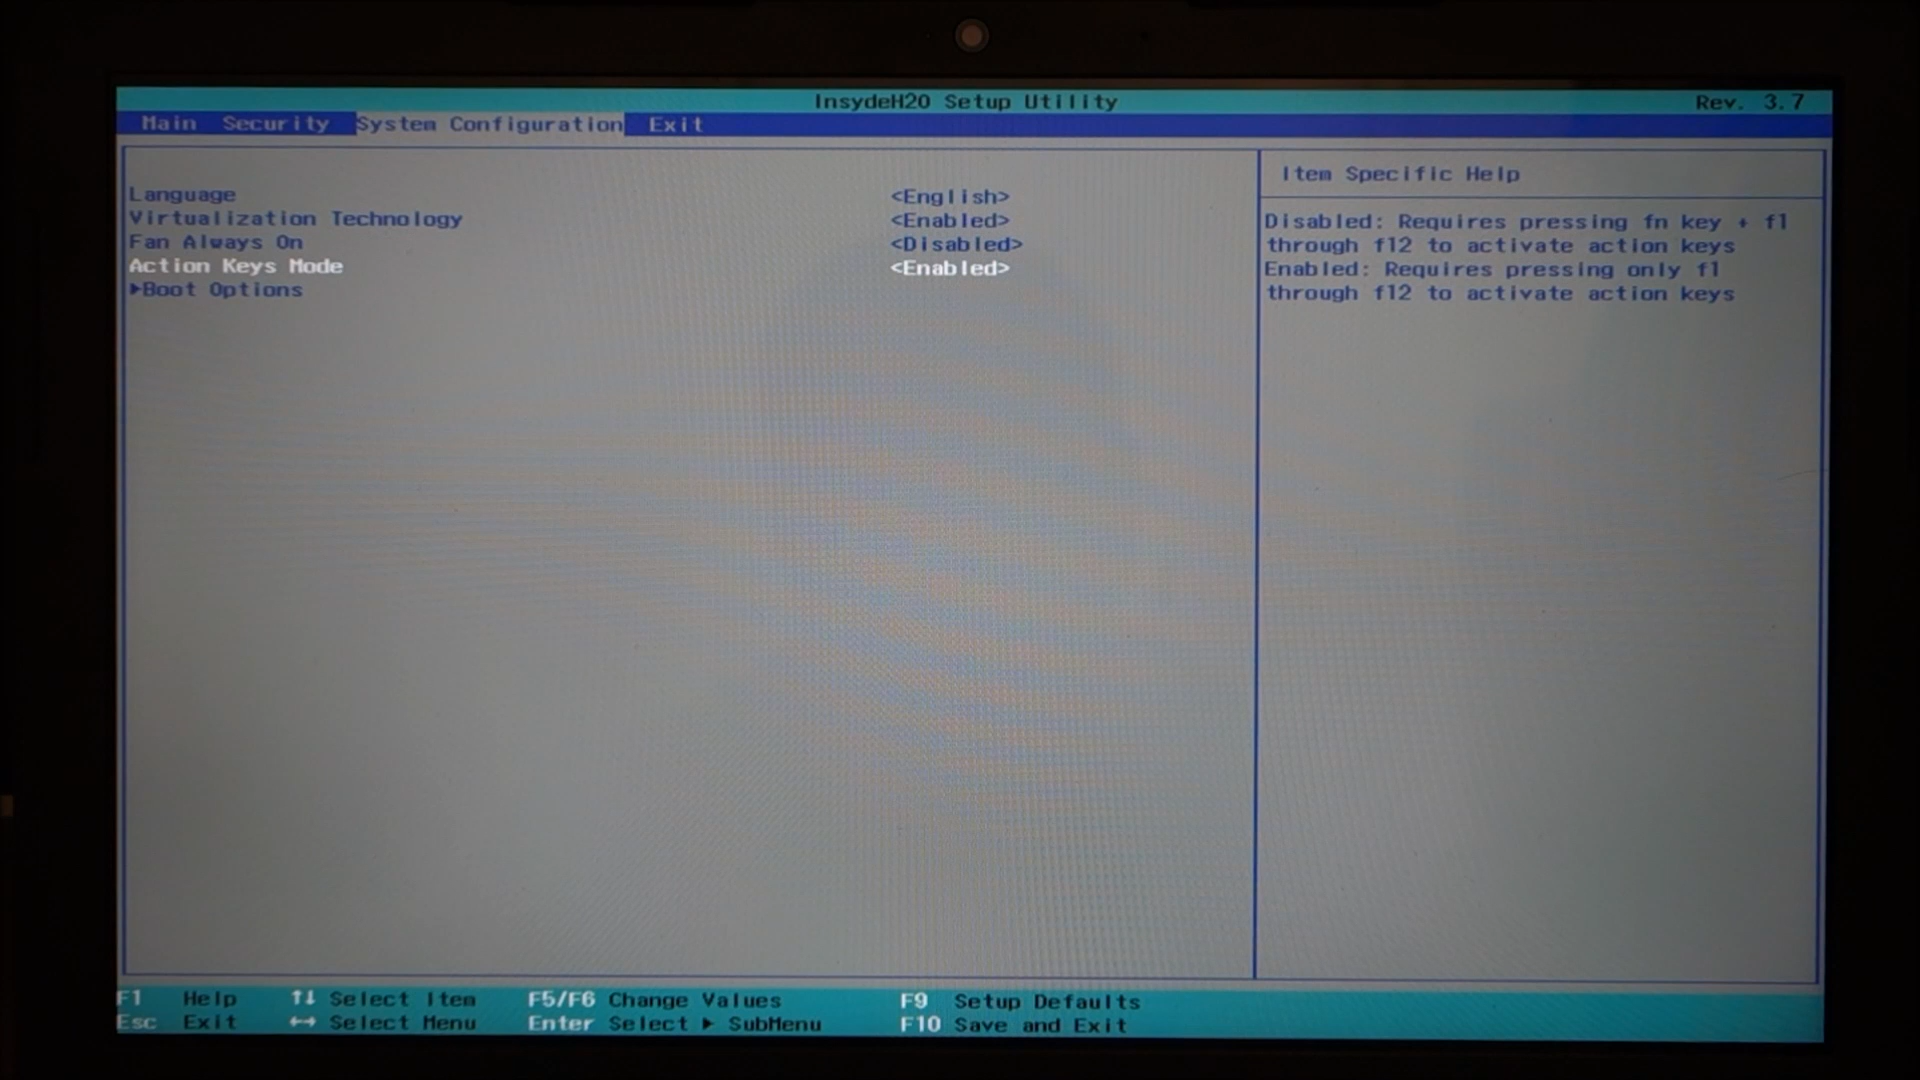 InsydeH20 Setup Utility Rev. 3.7
Main Security System Configuration Exit
Item Specific Help
Language <English>
Virtualization Technology <Enabled>
Fan Always On <Disabled>
Action Keys Mode <Enabled>
▶Boot Options
Disabled: Requires pressing fn key + f1
through f12 to activate action keys
Enabled: Requires pressing only f1
through f12 to activate action keys
F1 Help ↑↓ Select Item F5/F6 Change Values F9 Setup Defaults
Esc Exit ↔ Select Menu Enter Select ▶ SubMenu F10 Save and Exit